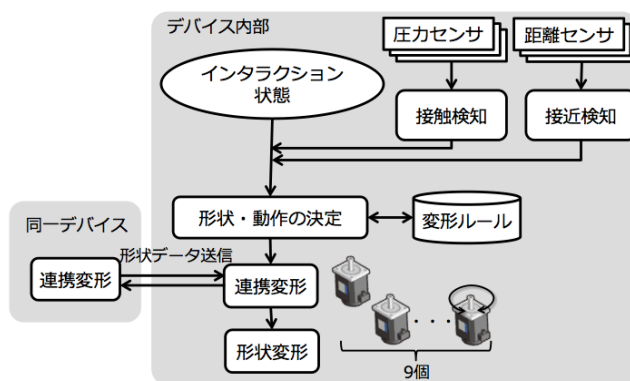 デバイス内部
圧力センサ
距離センサ
インタラクション
状態
接触検知
接近検知
形状・動作の決定
変形ルール
同一デバイス
形状データ送信
連携変形
連携変形
形状変形
・・・
9個